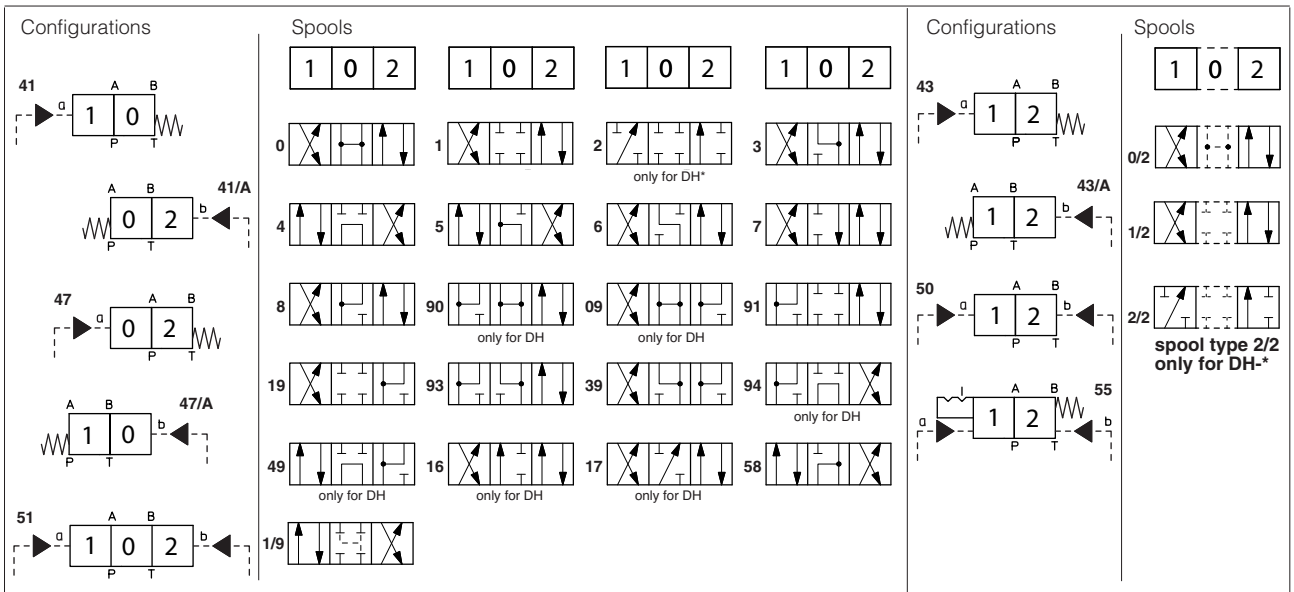 Configurations
Spools
Configurations
Spools
1 0 2
1 0 2
1 0 2
1 0 2
1 0 2
41
a
A B
1 0
P T
41/A
A B
0 2
b
P T
47
a
A B
0 2
P T
47/A
A B
1 0
b
P T
51
a
A B
1 0 2
b
P T
0
1
2
only for DH*
3
4
5
6
7
8
90
only for DH
09
only for DH
91
19
93
39
94
only for DH
49
only for DH
16
only for DH
17
only for DH
58
1/9
43
a
A B
1 2
P T
43/A
A B
1 2
b
P T
50
a
A B
1 2
b
P T
55
a
A B
1 2
b
P T
0/2
1/2
2/2
spool type 2/2
only for DH-*